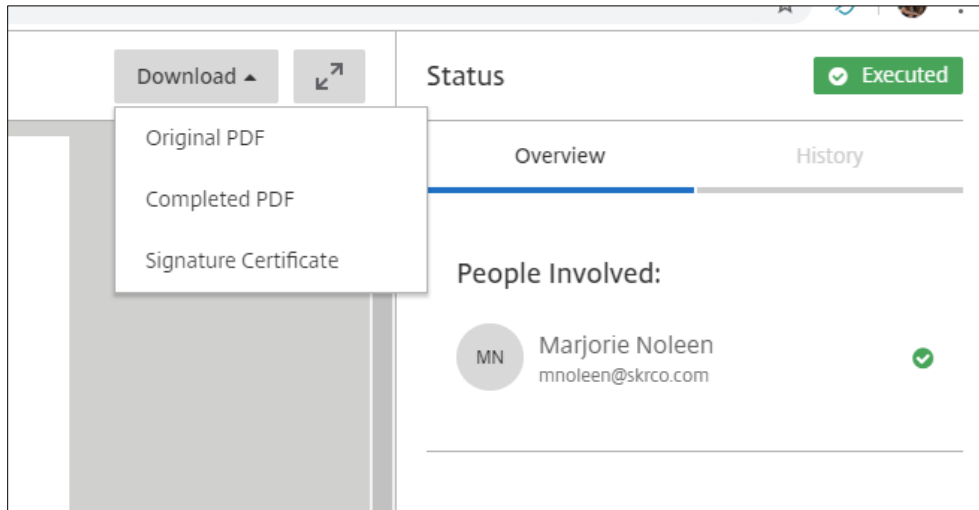 Download
Status
Executed
Original PDF
Completed PDF
Signature Certificate
Overview
History
People Involved:
MN
Marjorie Noleen
mnoleen@skrco.com